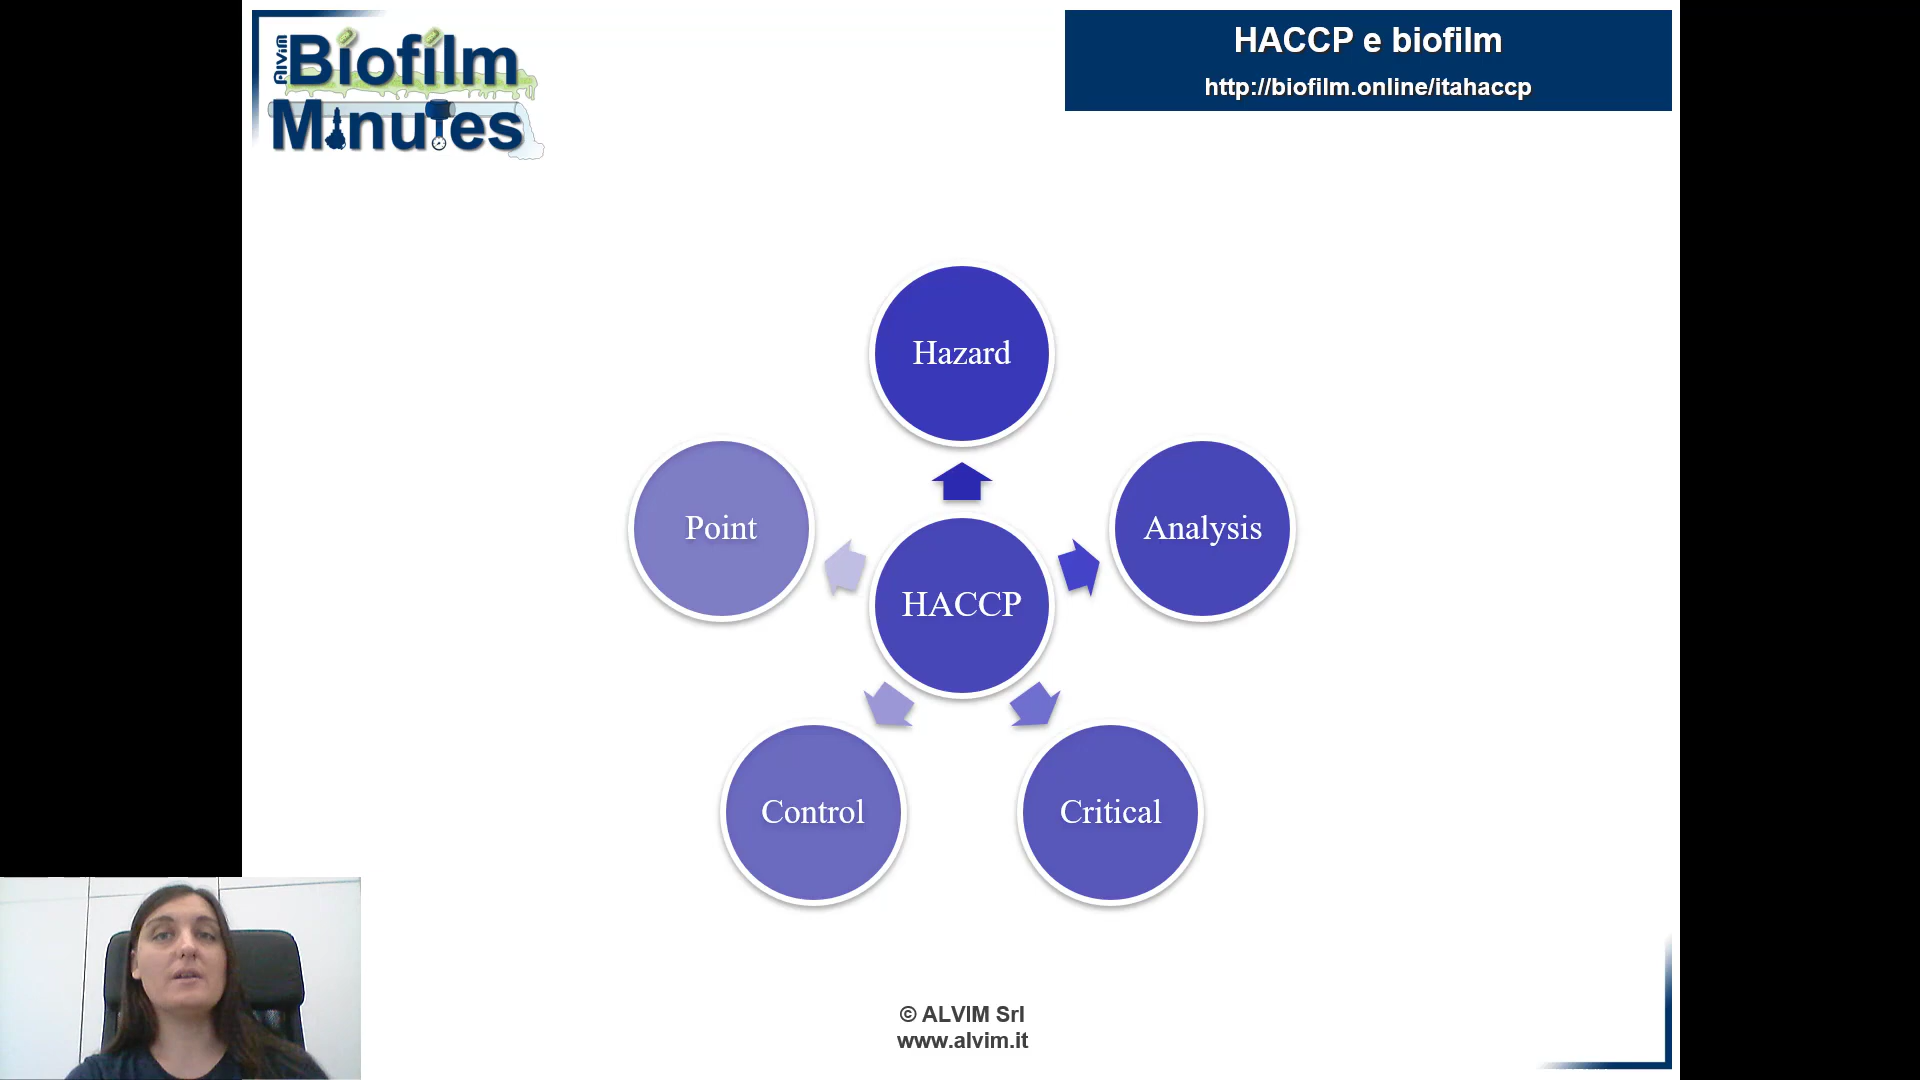 ALVIM
Biofilm
Minutes
HACCP e biofilm
http://biofilm.online/itahaccp
Hazard
Point
Analysis
HACCP
Control
Critical
© ALVIM Srl
www.alvim.it